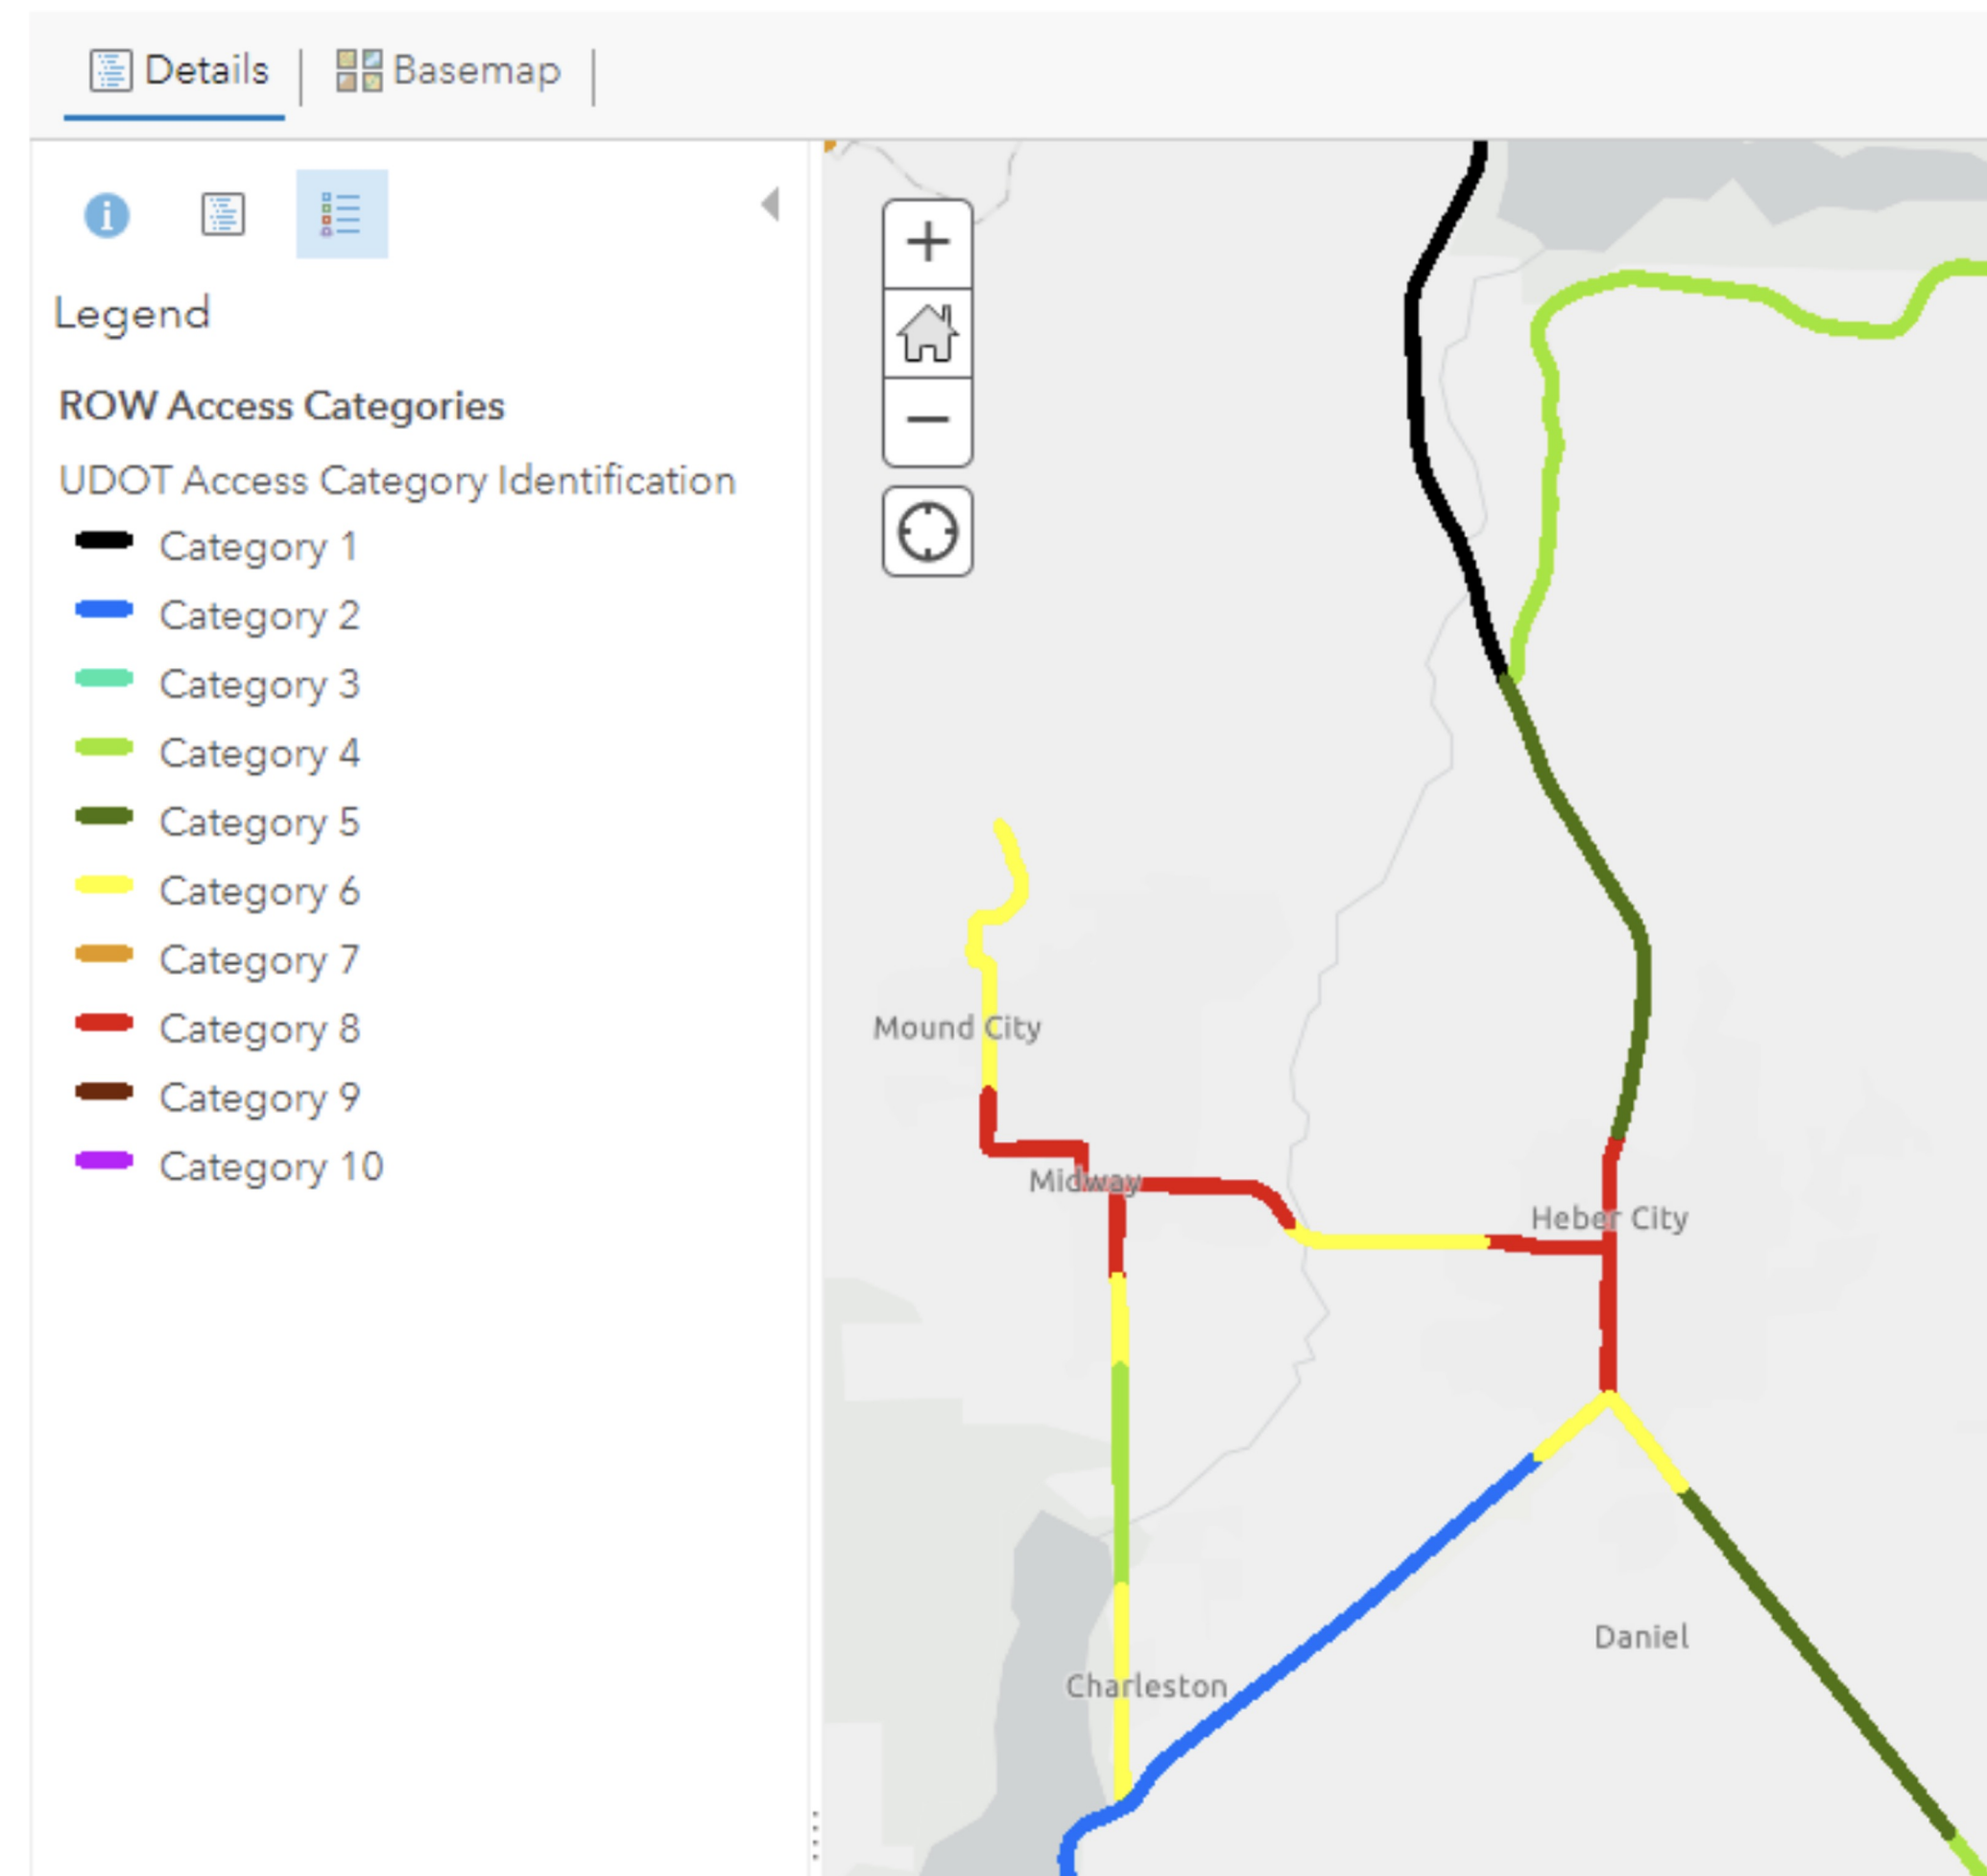 Details
Basemap
Legend
ROW Access Categories
UDOT Access Category Identification
Category 1
Category 2
Category 3
Category 4
Category 5
Category 6
Category 7
Category 8
Category 9
Category 10
Mound City
Midway
Heber City
Daniel
Charleston